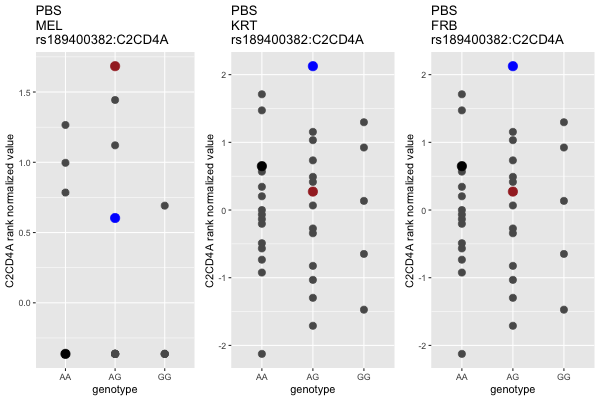 PBS
MEL
rs189400382:C2CD4A
C2CD4A rank normalized value
1.5
1.0
0.5
0.0
AA AG GG
genotype
PBS
KRT
rs189400382:C2CD4A
C2CD4A rank normalized value
2
1
0
-1
-2
AA AG GG
genotype
PBS
FRB
rs189400382:C2CD4A
C2CD4A rank normalized value
2
1
0
-1
-2
AA AG GG
genotype